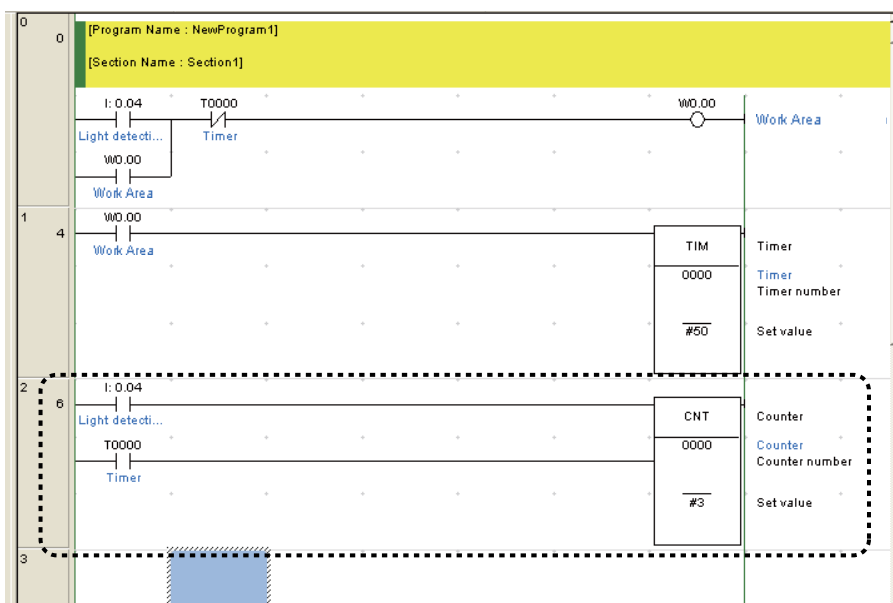 0
0
[Program Name : NewProgram1]
[Section Name : Section1]
I: 0.04 T0000 W0.00
Light detecti... Timer Work Area
W0.00
Work Area
1
4
W0.00
Work Area
TIM Timer
0000 Timer
Timer number
#50 Set value
2
6
I: 0.04
Light detecti...
CNT Counter
T0000 0000 Counter
Timer Counter number
#3 Set value
3